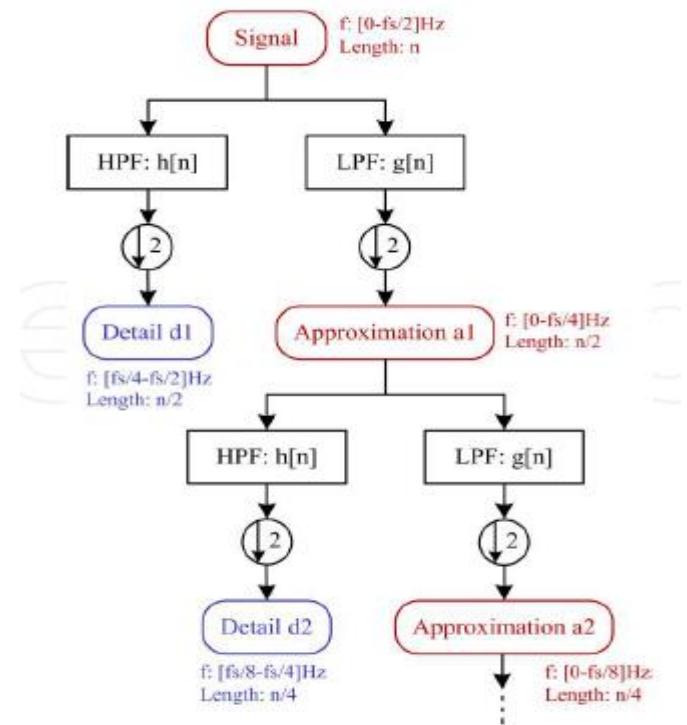 Signal
f: [0-fs/2]Hz
Length: n
HPF: h[n]
LPF: g[n]
2
2
Detail d1
Approximation a1
f: [0-fs/4]Hz
Length: n/2
f: [fs/4-fs/2]Hz
Length: n/2
HPF: h[n]
LPF: g[n]
2
2
Detail d2
Approximation a2
f: [fs/8-fs/4]Hz
Length: n/4
f: [0-fs/8]Hz
Length: n/4